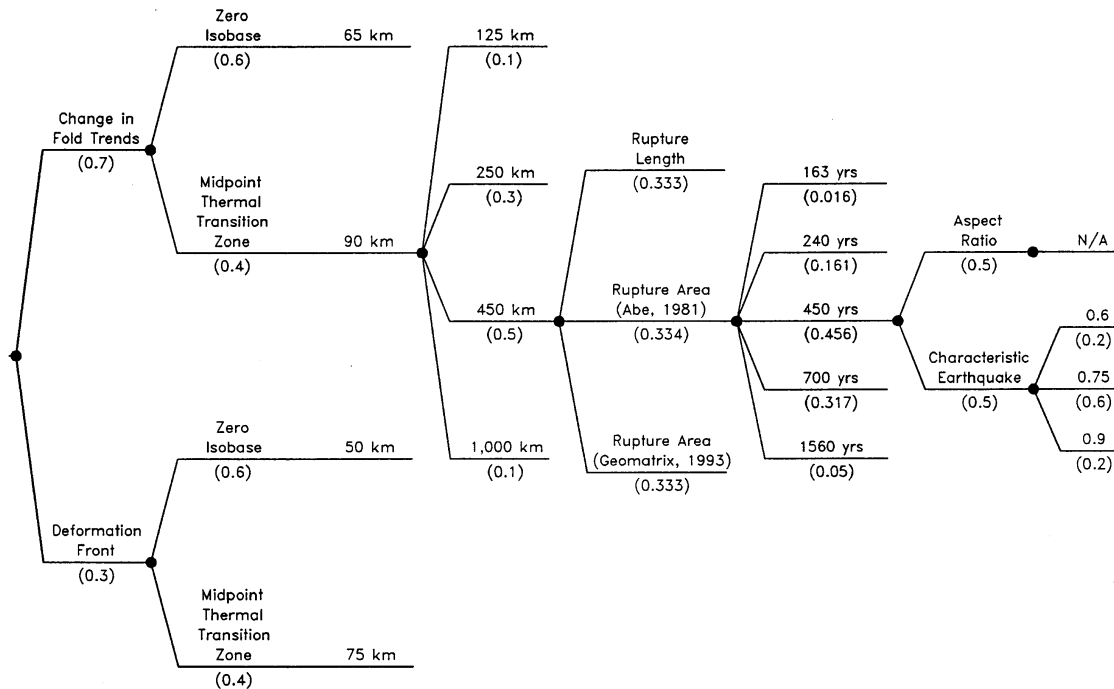 Zero
Isobase 65 km
(0.6)
Change in
Fold Trends
(0.7)
Midpoint
Thermal
Transition
Zone 90 km
(0.4)
Deformation
Front
(0.3)
Zero
Isobase 50 km
(0.6)
Midpoint
Thermal
Transition
Zone 75 km
(0.4)
125 km
(0.1)
250 km
(0.3)
450 km
(0.5)
1,000 km
(0.1)
Rupture
Length
(0.333)
Rupture Area
(Abe, 1981)
(0.334)
Rupture Area
(Geomatrix, 1993)
(0.333)
163 yrs
(0.016)
240 yrs
(0.161)
450 yrs
(0.456)
700 yrs
(0.317)
1560 yrs
(0.05)
Aspect
Ratio
(0.5)
Characteristic
Earthquake
(0.5)
N/A
0.6
(0.2)
0.75
(0.6)
0.9
(0.2)